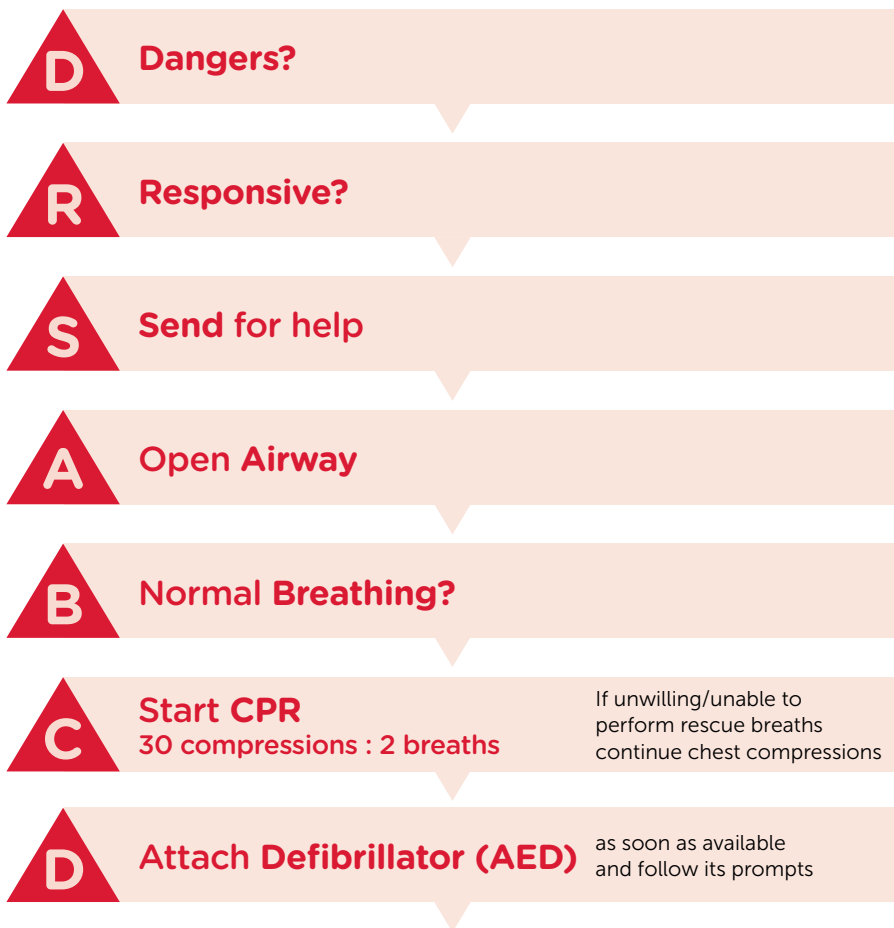 D Dangers?
R Responsive?
S Send for help
A Open Airway
B Normal Breathing?
C Start CPR
30 compressions : 2 breaths
If unwilling/unable to
perform rescue breaths
continue chest compressions
D Attach Defibrillator (AED)
as soon as available
and follow its prompts